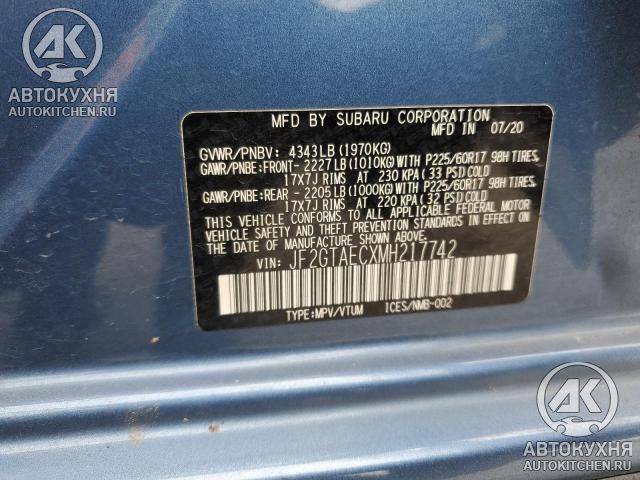 АК
АВТОКУХНЯ
AUTOKITCHEN.RU
MFD BY SUBARU CORPORATION
MFD IN 07/20
GVWR/PNBV: 4343LB (1970KG)
GAWR/PNBE:FRONT- 2227LB (1010KG) WITH P225/60R17 98H TIRES,
17X7J RIMS AT 230 KPA (33 PSI) COLD
GAWR/PNBE:REAR - 2205LB (1000KG) WITH P225/60R17 98H TIRES,
17X7J RIMS AT 220 KPA (32 PSI) COLD
THIS VEHICLE CONFORMS TO ALL APPLICABLE FEDERAL MOTOR
VEHICLE SAFETY STANDARDS IN EFFECT ON
THE DATE OF MANUFACTURE SHOWN ABOVE.
VIN: JF2GTAECXMH217742
TYPE:MPV/VTUM ICES/NMB-002
АК
АВТОКУХНЯ
AUTOKITCHEN.RU